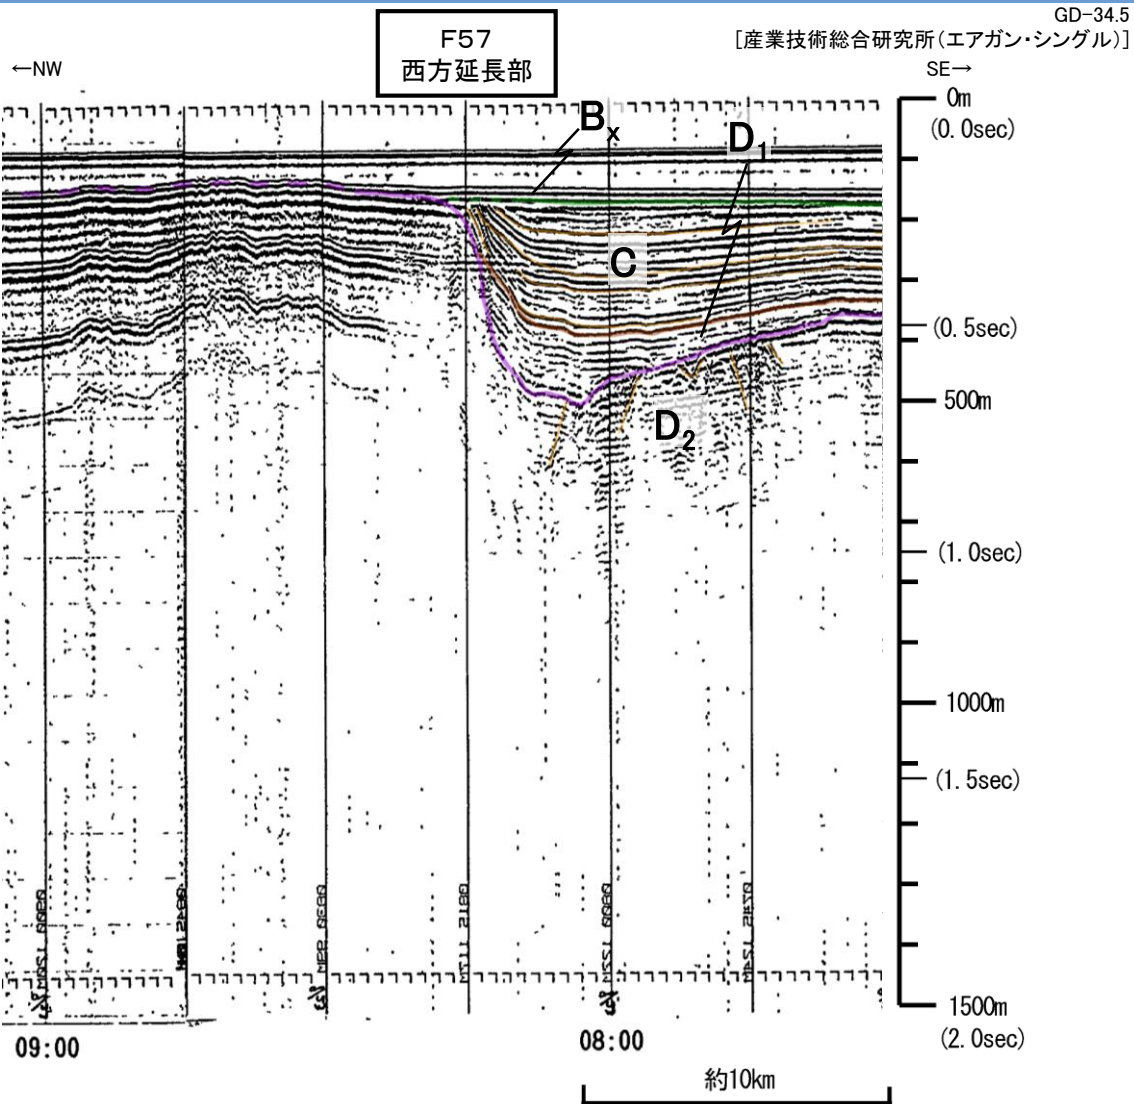 GD-34.5
[産業技術総合研究所(エアガン・シングル)]
F57
西方延長部
←NW
SE→
0m
(0.0sec)
Bx
D1
C
(0.5sec)
500m
D2
(1.0sec)
1000m
(1.5sec)
1500m
(2.0sec)
09:00
08:00
約10km